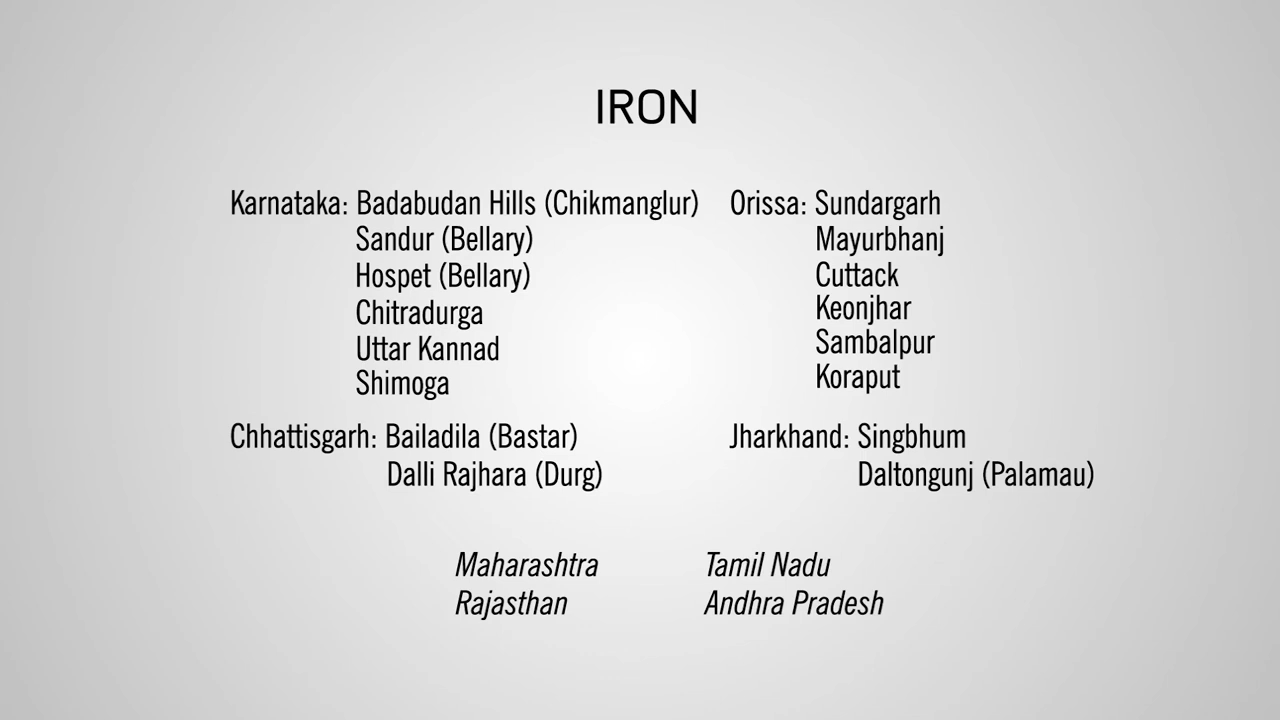 IRON
Karnataka: Badabudan Hills (Chikmanglur)
Sandur (Bellary)
Hospet (Bellary)
Chitradurga
Uttar Kannad
Shimoga
Orissa: Sundargarh
Mayurbhanj
Cuttack
Keonjhar
Sambalpur
Koraput
Chhattisgarh: Bailadila (Bastar)
Dalli Rajhara (Durg)
Jharkhand: Singbhum
Daltongunj (Palamau)
Maharashtra
Rajasthan
Tamil Nadu
Andhra Pradesh